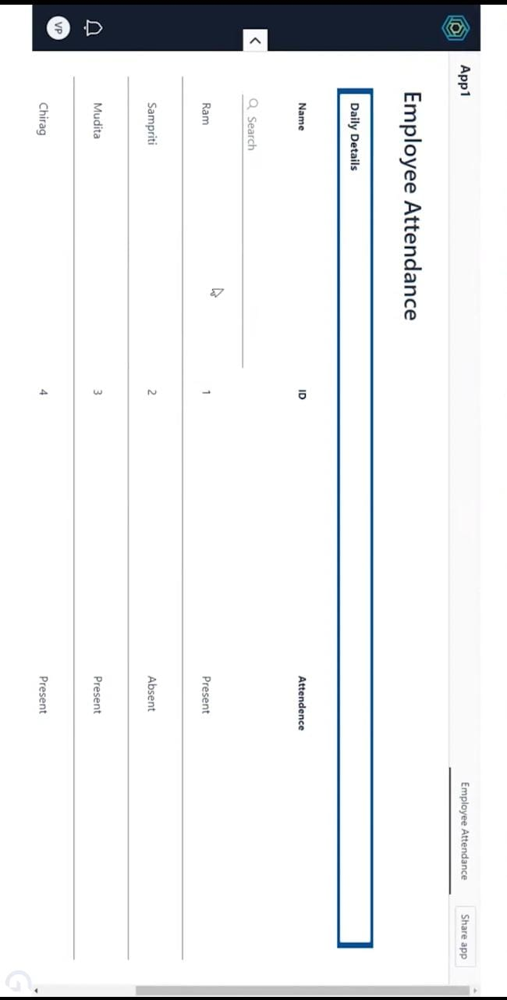 App1
Employee Attendance
Share app
Employee Attendance
Daily Details
Name ID Attendence
Search
Ram 1 Present
Sampriti 2 Absent
Mudita 3 Present
Chirag 4 Present
VP